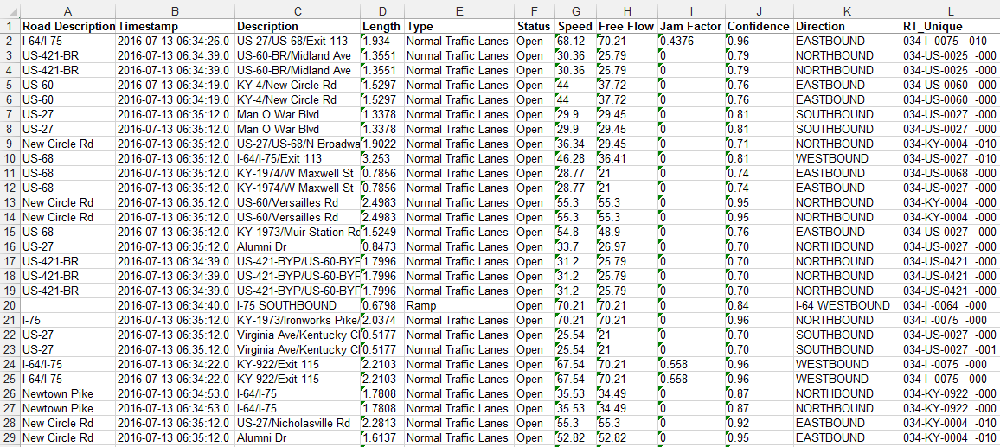 A B C D E F G H I J K L
1 Road Description Timestamp Description Length Type Status Speed Free Flow Jam Factor Confidence Direction RT_Unique
2 I-64/I-75 2016-07-13 06:34:26.0 US-27/US-68/Exit 113 1.934 Normal Traffic Lanes Open 68.12 70.21 0.4376 0.96 EASTBOUND 034-I -0075 -010
3 US-421-BR 2016-07-13 06:34:39.0 US-60-BR/Midland Ave 1.3551 Normal Traffic Lanes Open 30.36 25.79 0 0.79 NORTHBOUND 034-US-0025 -000
4 US-421-BR 2016-07-13 06:34:39.0 US-60-BR/Midland Ave 1.3551 Normal Traffic Lanes Open 30.36 25.79 0 0.79 NORTHBOUND 034-US-0025 -000
5 US-60 2016-07-13 06:34:19.0 KY-4/New Circle Rd 1.5297 Normal Traffic Lanes Open 44 37.72 0 0.76 EASTBOUND 034-US-0060 -000
6 US-60 2016-07-13 06:34:19.0 KY-4/New Circle Rd 1.5297 Normal Traffic Lanes Open 44 37.72 0 0.76 EASTBOUND 034-US-0060 -000
7 US-27 2016-07-13 06:35:12.0 Man O War Blvd 1.3378 Normal Traffic Lanes Open 29.9 29.45 0 0.81 SOUTHBOUND 034-US-0027 -000
8 US-27 2016-07-13 06:35:12.0 Man O War Blvd 1.3378 Normal Traffic Lanes Open 29.9 29.45 0 0.81 SOUTHBOUND 034-US-0027 -000
9 New Circle Rd 2016-07-13 06:35:12.0 US-27/US-68/N Broadwa 1.9022 Normal Traffic Lanes Open 36.34 29.45 0 0.71 NORTHBOUND 034-KY-0004 -010
10 US-68 2016-07-13 06:35:12.0 I-64/I-75/Exit 113 3.253 Normal Traffic Lanes Open 46.28 36.41 0 0.81 WESTBOUND 034-US-0027 -010
11 US-68 2016-07-13 06:35:12.0 KY-1974/W Maxwell St 0.7856 Normal Traffic Lanes Open 28.77 21 0 0.74 EASTBOUND 034-US-0068 -000
12 US-68 2016-07-13 06:35:12.0 KY-1974/W Maxwell St 0.7856 Normal Traffic Lanes Open 28.77 21 0 0.74 EASTBOUND 034-US-0027 -000
13 New Circle Rd 2016-07-13 06:35:12.0 US-60/Versailles Rd 2.4983 Normal Traffic Lanes Open 55.3 55.3 0 0.95 NORTHBOUND 034-KY-0004 -000
14 New Circle Rd 2016-07-13 06:35:12.0 US-60/Versailles Rd 2.4983 Normal Traffic Lanes Open 55.3 55.3 0 0.95 NORTHBOUND 034-KY-0004 -000
15 US-68 2016-07-13 06:35:12.0 KY-1973/Muir Station Rd 1.5249 Normal Traffic Lanes Open 54.8 48.9 0 0.76 EASTBOUND 034-US-0027 -000
16 US-27 2016-07-13 06:35:12.0 Alumni Dr 0.8473 Normal Traffic Lanes Open 33.7 26.97 0 0.70 NORTHBOUND 034-US-0027 -000
17 US-421-BR 2016-07-13 06:34:39.0 US-421-BYP/US-60-BYP 1.7996 Normal Traffic Lanes Open 31.2 25.79 0 0.70 NORTHBOUND 034-US-0421 -000
18 US-421-BR 2016-07-13 06:34:39.0 US-421-BYP/US-60-BYP 1.7996 Normal Traffic Lanes Open 31.2 25.79 0 0.70 NORTHBOUND 034-US-0421 -000
19 US-421-BR 2016-07-13 06:34:39.0 US-421-BYP/US-60-BYP 1.7996 Normal Traffic Lanes Open 31.2 25.79 0 0.70 NORTHBOUND 034-US-0421 -000
20 2016-07-13 06:34:40.0 I-75 SOUTHBOUND 0.6798 Ramp Open 70.21 70.21 0 0.84 I-64 WESTBOUND 034-I -0064 -000
21 I-75 2016-07-13 06:35:12.0 KY-1973/Ironworks Pike/ 2.0374 Normal Traffic Lanes Open 70.21 70.21 0 0.96 NORTHBOUND 034-I -0075 -000
22 US-27 2016-07-13 06:35:12.0 Virginia Ave/Kentucky Cl 0.5177 Normal Traffic Lanes Open 25.54 21 0 0.70 SOUTHBOUND 034-US-0027 -000
23 US-27 2016-07-13 06:35:12.0 Virginia Ave/Kentucky Cl 0.5177 Normal Traffic Lanes Open 25.54 21 0 0.70 SOUTHBOUND 034-US-0027 -001
24 I-64/I-75 2016-07-13 06:34:22.0 KY-922/Exit 115 2.2103 Normal Traffic Lanes Open 67.54 70.21 0.558 0.96 WESTBOUND 034-I -0075 -000
25 I-64/I-75 2016-07-13 06:34:22.0 KY-922/Exit 115 2.2103 Normal Traffic Lanes Open 67.54 70.21 0.558 0.96 WESTBOUND 034-I -0075 -000
26 Newtown Pike 2016-07-13 06:34:53.0 I-64/I-75 1.7808 Normal Traffic Lanes Open 35.53 34.49 0 0.87 NORTHBOUND 034-KY-0922 -000
27 Newtown Pike 2016-07-13 06:34:53.0 I-64/I-75 1.7808 Normal Traffic Lanes Open 35.53 34.49 0 0.87 NORTHBOUND 034-KY-0922 -000
28 New Circle Rd 2016-07-13 06:35:12.0 US-27/Nicholasville Rd 2.2813 Normal Traffic Lanes Open 55.3 55.3 0 0.92 EASTBOUND 034-KY-0004 -010
29 New Circle Rd 2016-07-13 06:35:12.0 Alumni Dr 1.6137 Normal Traffic Lanes Open 52.82 52.82 0 0.95 EASTBOUND 034-KY-0004 -010